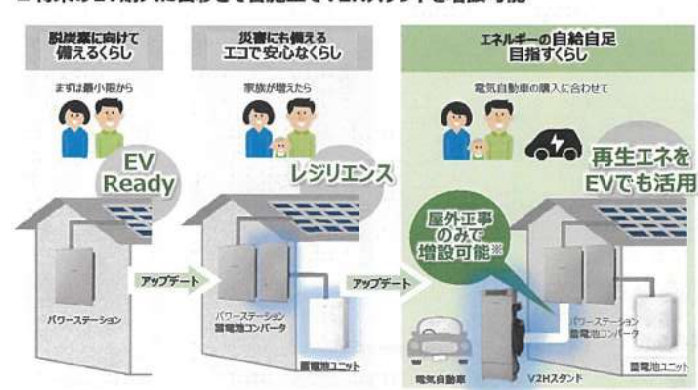 脱炭素に向けて
備えるくらし
まずは最小限から
EV
Ready
パワーステーション
アップデート
災害にも備える
エコで安心なくらし
家族が増えたら
レジリエンス
パワーステーション
蓄電池コンバータ
蓄電池ユニット
アップデート
エネルギーの自給自足
目指すくらし
電気自動車の購入に合わせて
再生エネを
EVでも活用
屋外工事
のみで
増設可能※
パワーステーション
蓄電池コンバータ
蓄電池ユニット
電気自動車
V2Hスタンド